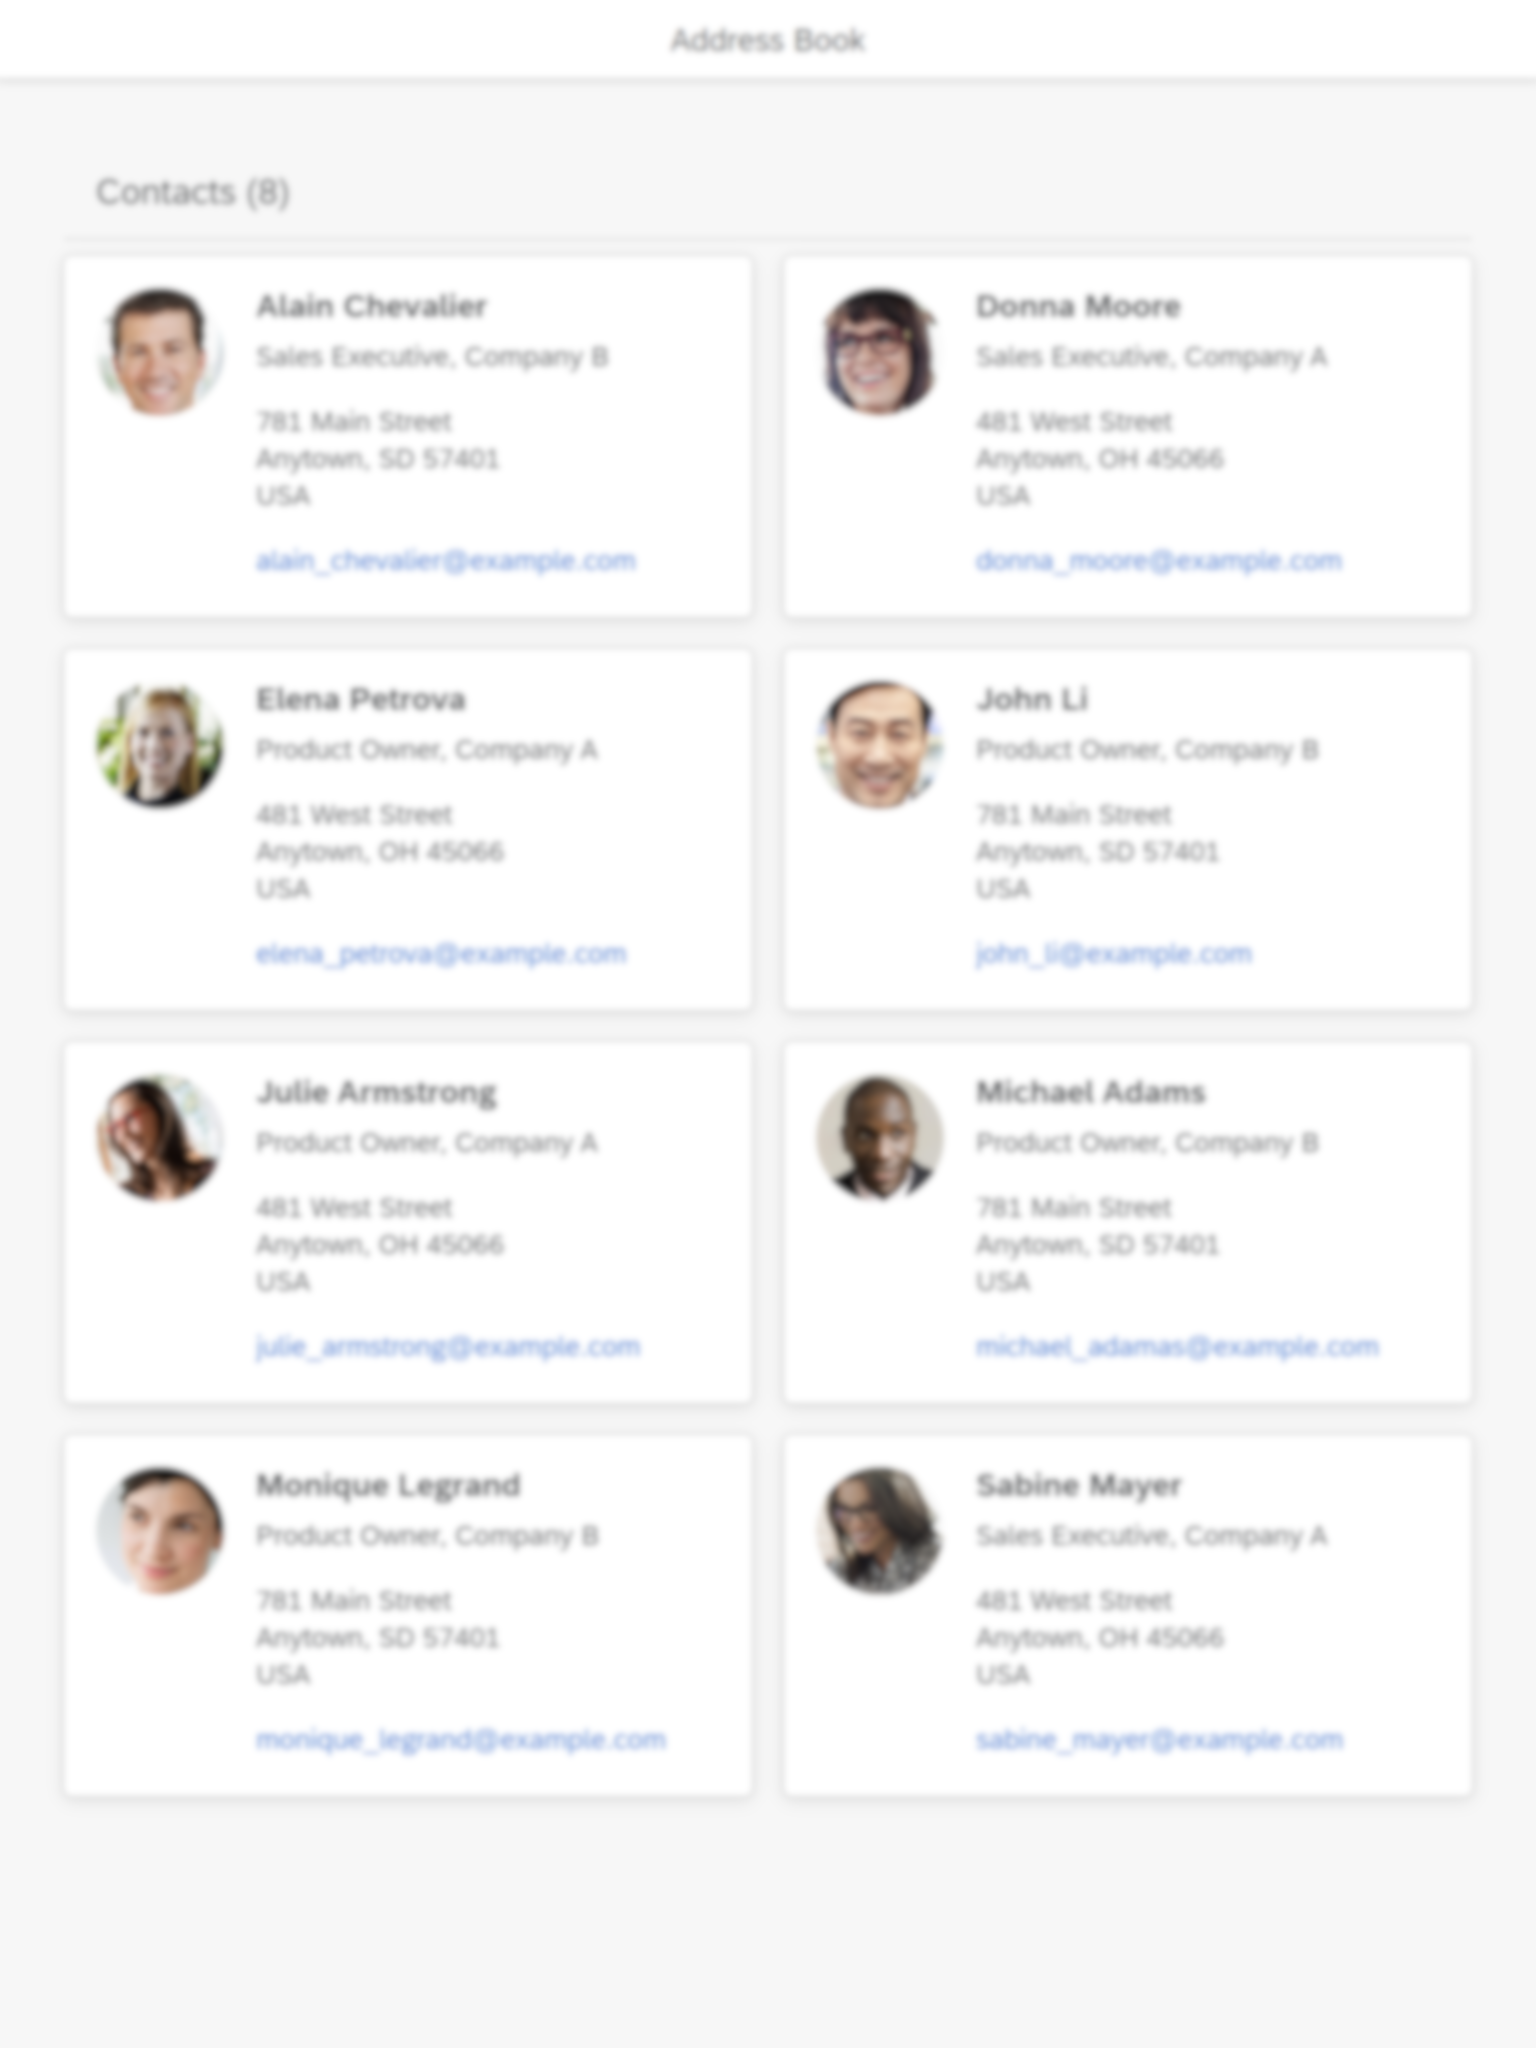 Address Book
Contacts (8)
Alain Chevalier
Sales Executive, Company B
781 Main Street
Anytown, SD 57401
USA
alain_chevalier@example.com
Donna Moore
Sales Executive, Company A
481 West Street
Anytown, OH 45066
USA
donna_moore@example.com
Elena Petrova
Product Owner, Company A
481 West Street
Anytown, OH 45066
USA
elena_petrova@example.com
John Li
Product Owner, Company B
781 Main Street
Anytown, SD 57401
USA
john_li@example.com
Julie Armstrong
Product Owner, Company A
481 West Street
Anytown, OH 45066
USA
julie_armstrong@example.com
Michael Adams
Product Owner, Company B
781 Main Street
Anytown, SD 57401
USA
michael_adamas@example.com
Monique Legrand
Product Owner, Company B
781 Main Street
Anytown, SD 57401
USA
monique_legrand@example.com
Sabine Mayer
Sales Executive, Company A
481 West Street
Anytown, OH 45066
USA
sabine_mayer@example.com